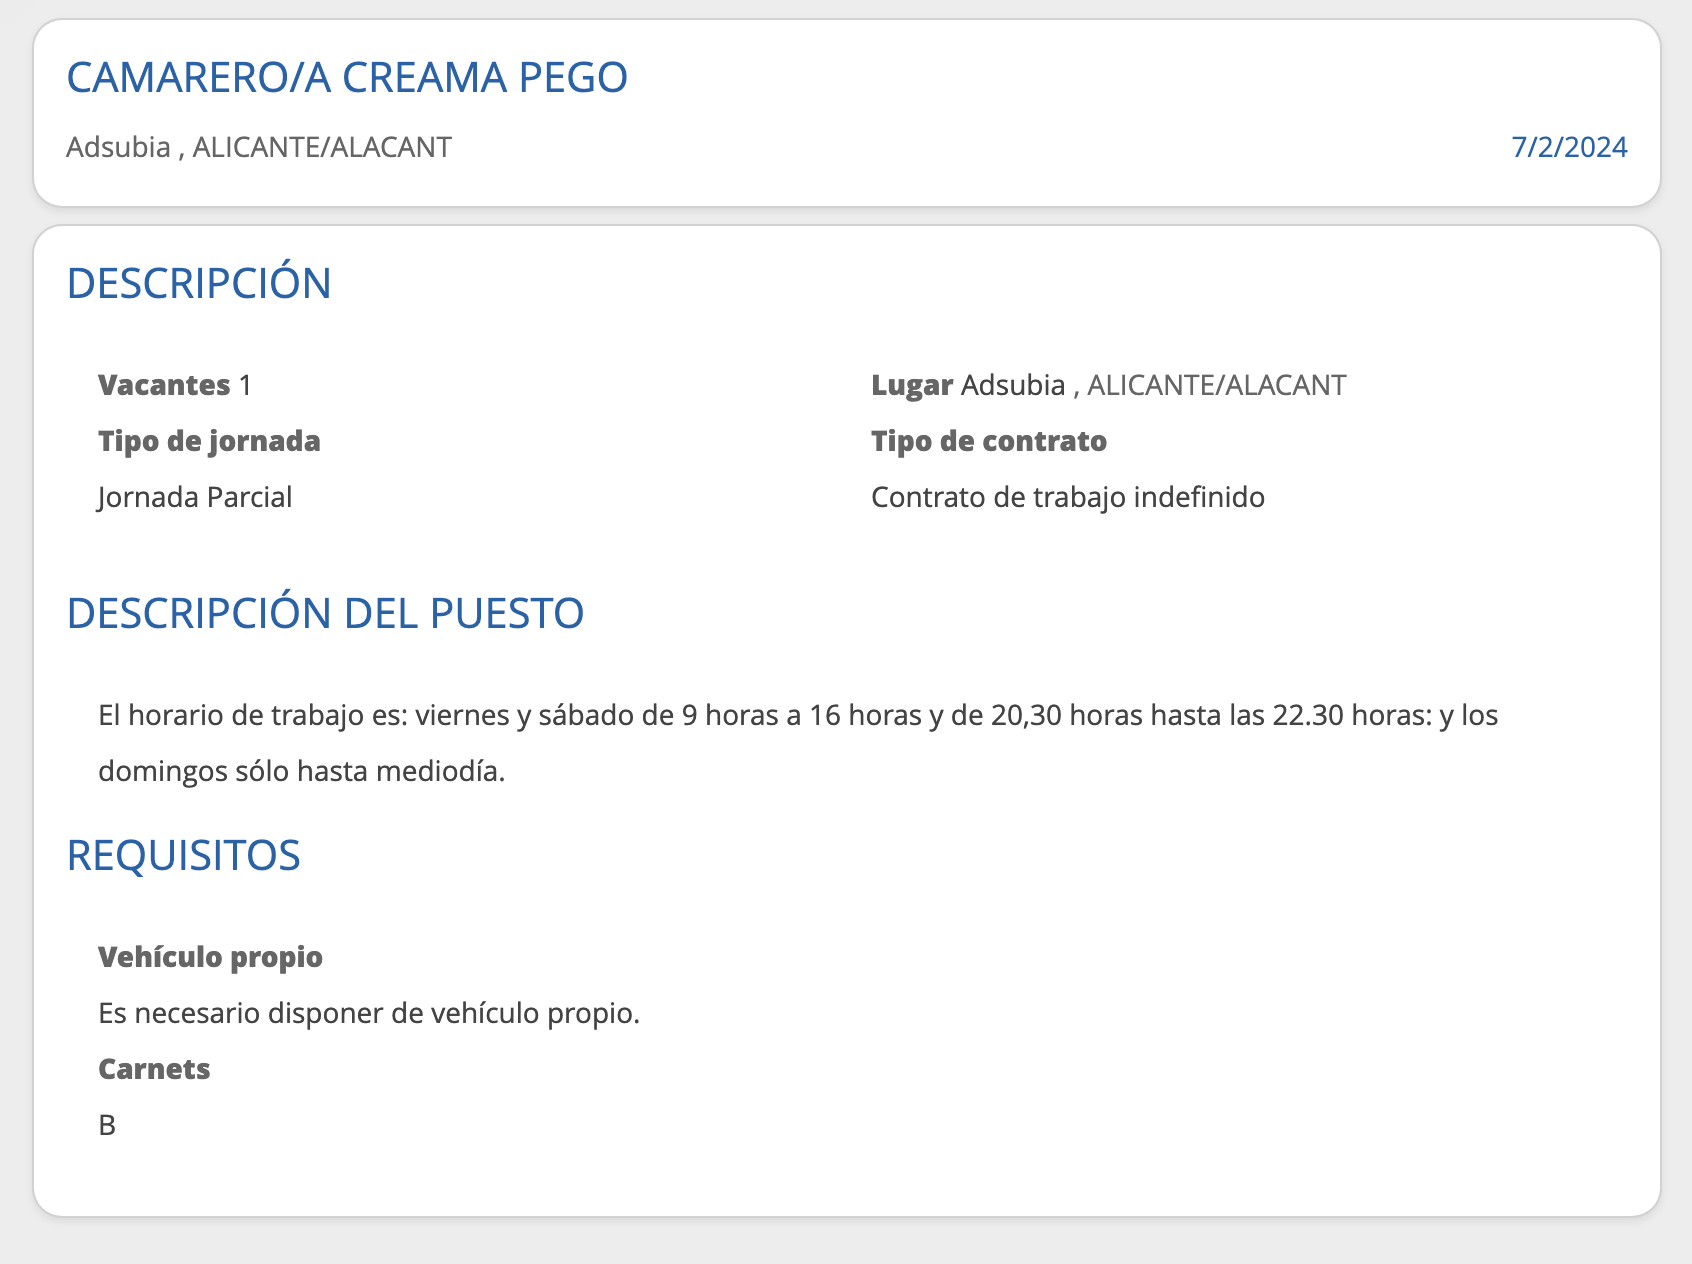 CAMARERO/A CREAMA PEGO
Adsubia , ALICANTE/ALACANT
7/2/2024
DESCRIPCIÓN
Vacantes 1
Lugar Adsubia , ALICANTE/ALACANT
Tipo de jornada
Tipo de contrato
Jornada Parcial
Contrato de trabajo indefinido
DESCRIPCIÓN DEL PUESTO
El horario de trabajo es: viernes y sábado de 9 horas a 16 horas y de 20,30 horas hasta las 22.30 horas: y los
domingos sólo hasta mediodía.
REQUISITOS
Vehículo propio
Es necesario disponer de vehículo propio.
Carnets
B